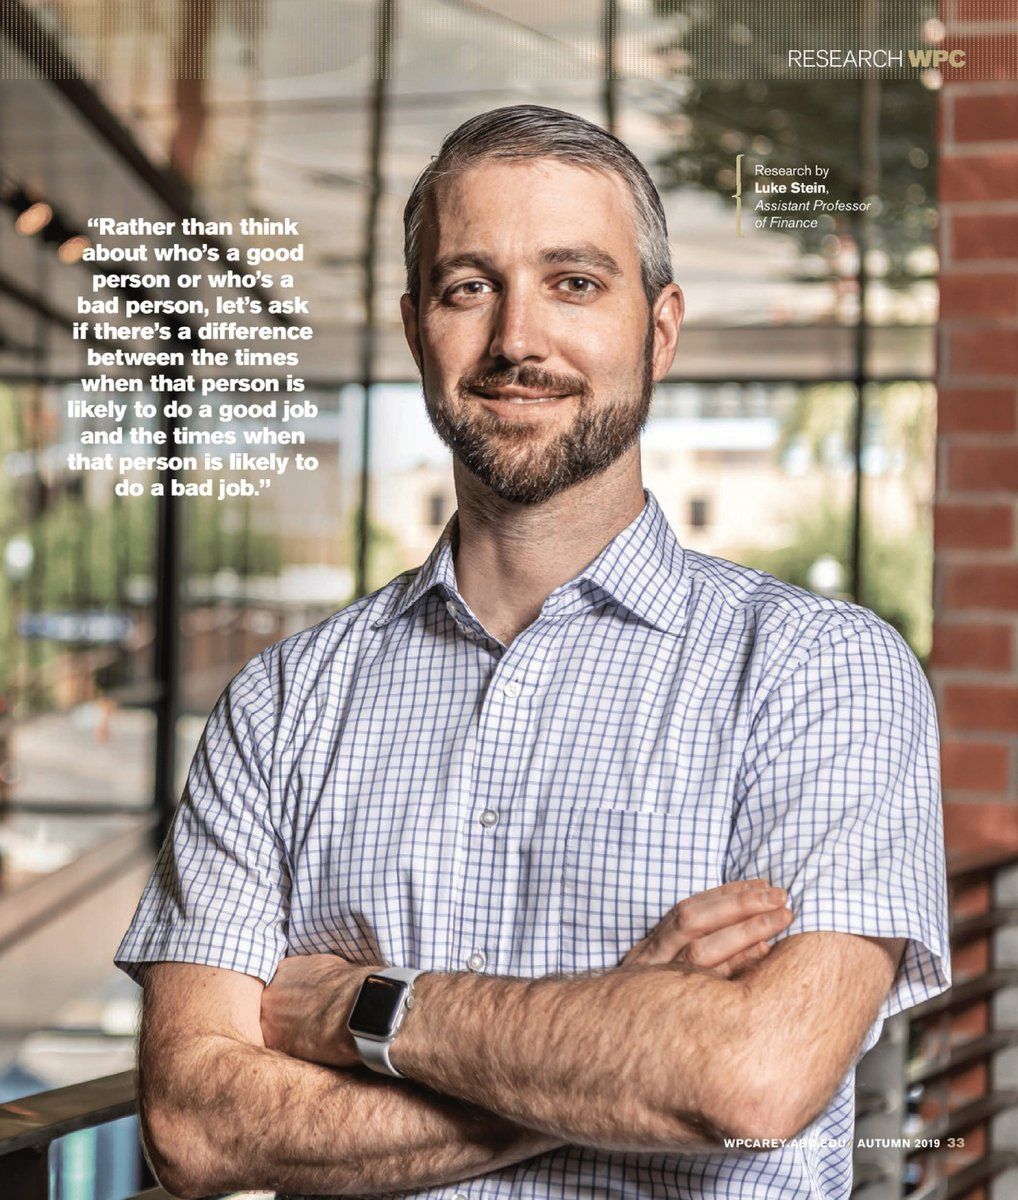 RESEARCH WPC
Research by
Luke Stein,
Assistant Professor
of Finance
“Rather than think
about who’s a good
person or who’s a
bad person, let’s ask
if there’s a difference
between the times
when that person is
likely to do a good job
and the times when
that person is likely to
do a bad job.”
WPCAREY.ASU.EDU / AUTUMN 2019 33